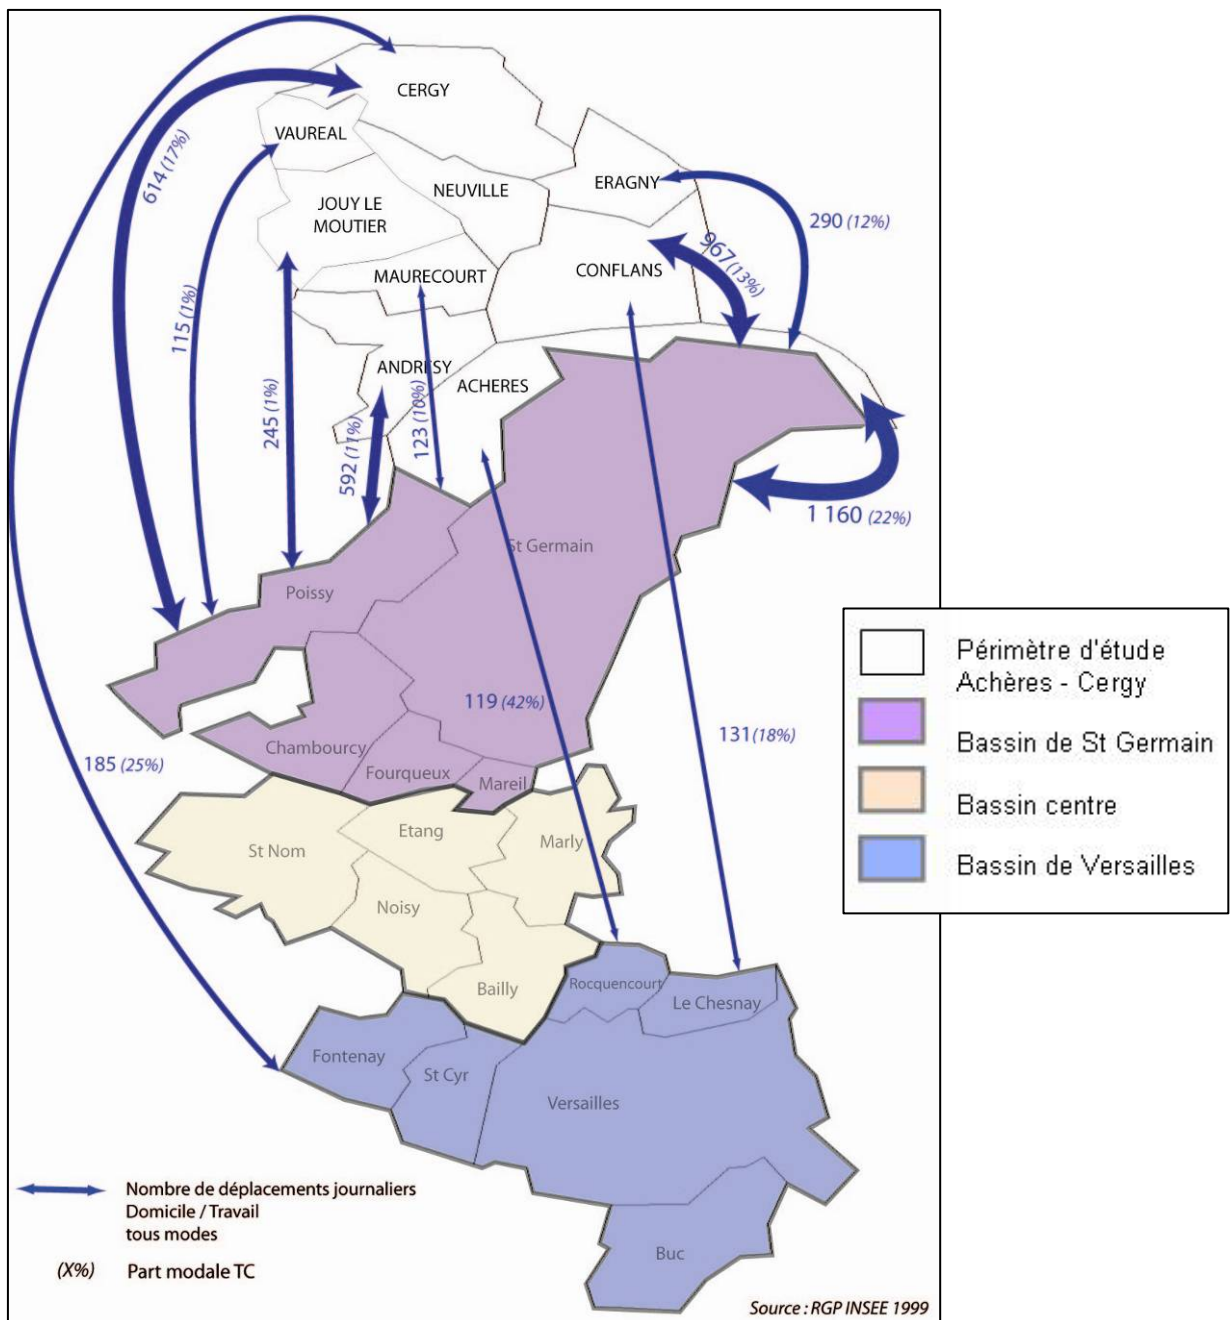 CERGY
VAUREAL
614 (17%)
NEUVILLE
ERAGNY
JOUY LE
MOUTIER
290 (12%)
967(13%)
MAURECOURT
CONFLANS
115 (1%)
ANDRESY
ACHERES
245 (1%)
592 (11%)
123 (10%)
1 160 (22%)
St Germain
Poissy
119 (42%)
131(18%)
185 (25%)
Chambourcy
Fourqueux
Mareil
Etang
Marly
St Nom
Noisy
Bailly
Rocquencourt
Le Chesnay
Fontenay
St Cyr
Versailles
Buc
Périmètre d'étude
Achères - Cergy
Bassin de St Germain
Bassin centre
Bassin de Versailles
Nombre de déplacements journaliers
Domicile / Travail
tous modes
(X%) Part modale TC
Source : RGP INSEE 1999